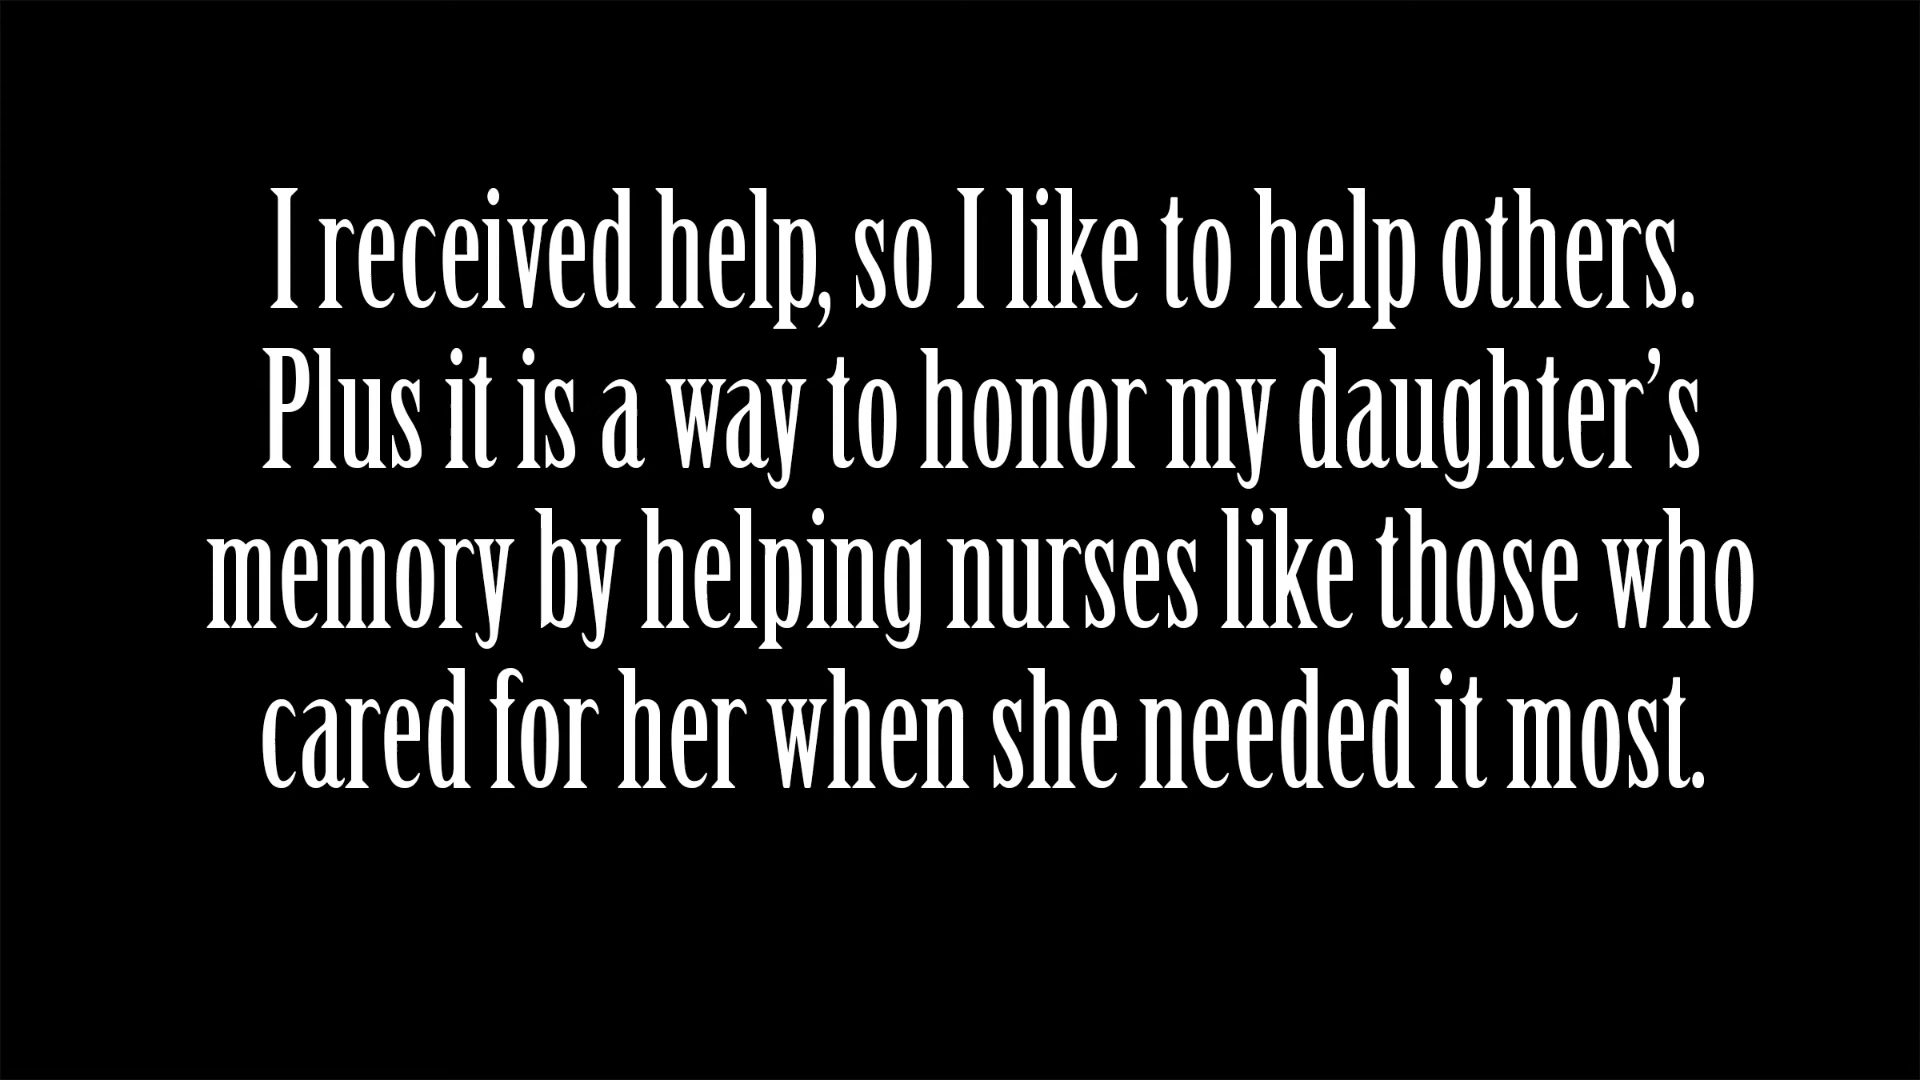 I received help, so I like to help others.
Plus it is a way to honor my daughter’s
memory by helping nurses like those who
cared for her when she needed it most.